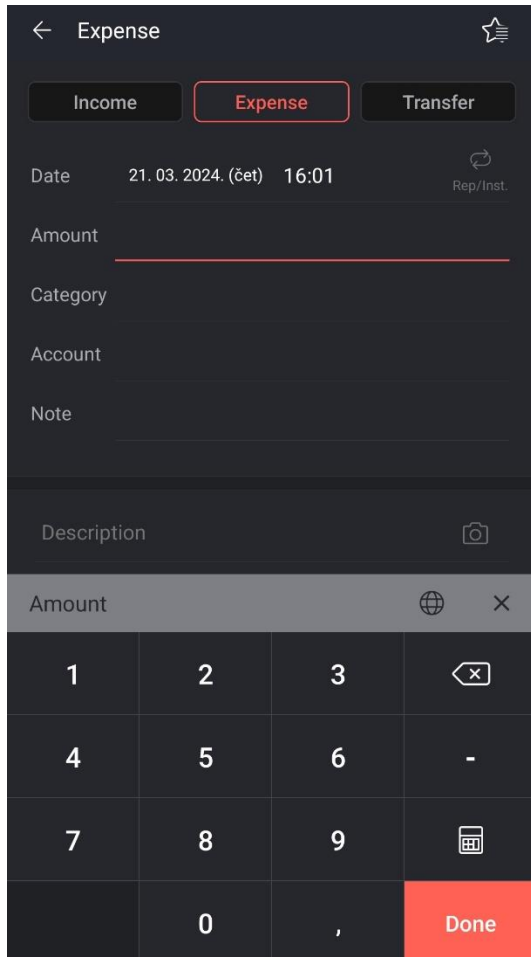 Expense
Income Expense Transfer
Date 21. 03. 2024. (čet) 16:01 Rep/Inst.
Amount
Category
Account
Note
Description
Amount
1 2 3
4 5 6 -
7 8 9
0 , Done